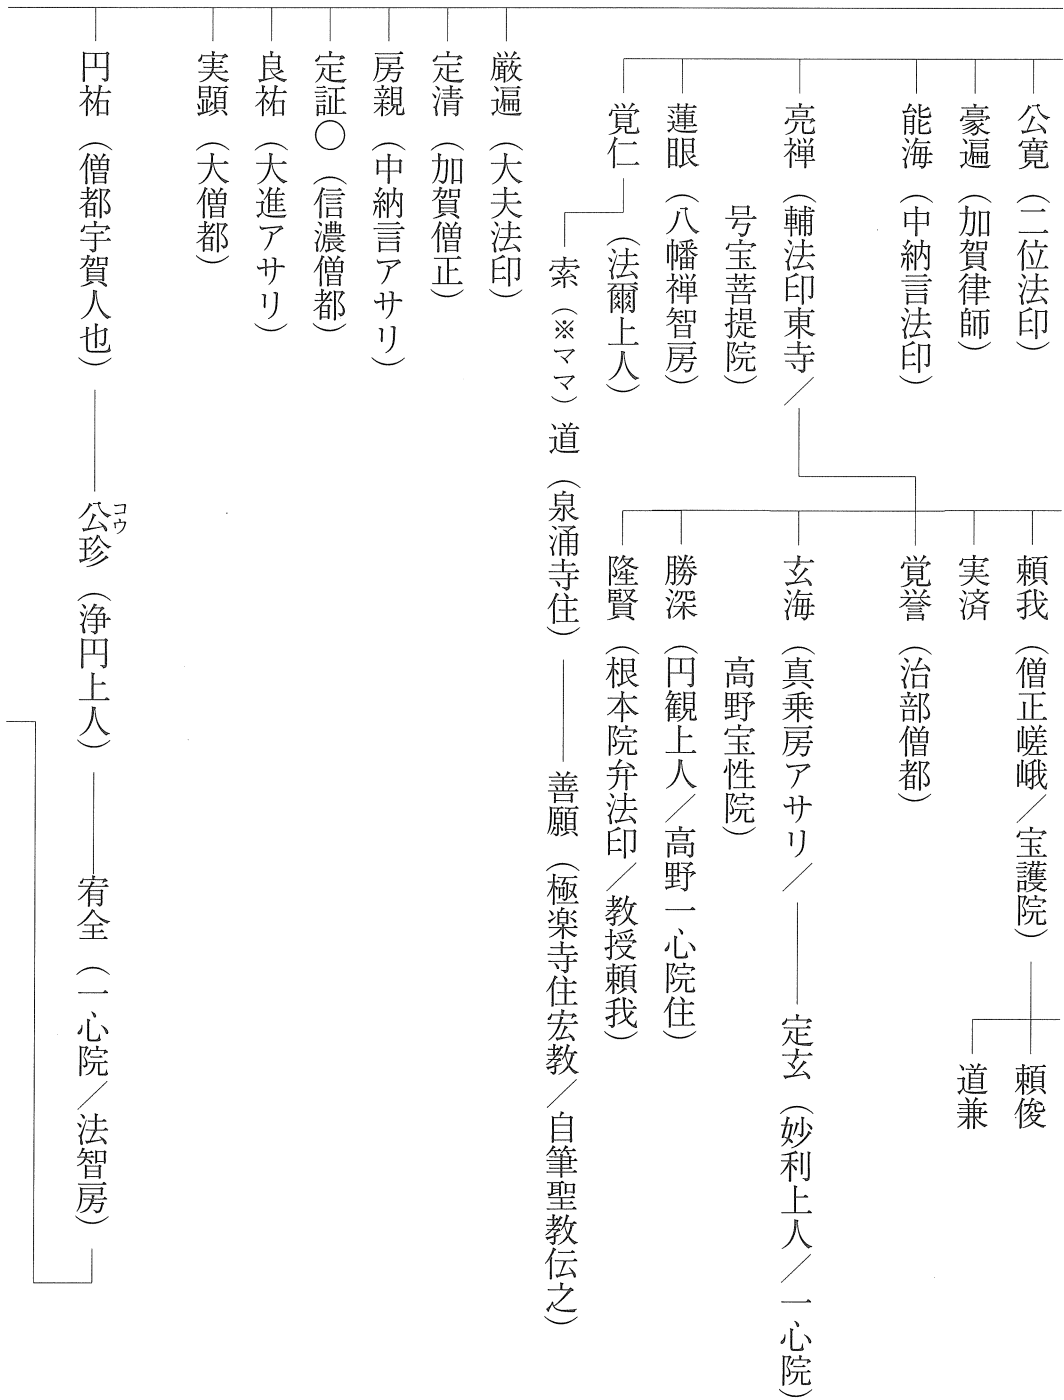 公寛（二位法印）
頼我（僧正嵯峨／宝護院）
頼俊
豪遍（加賀律師）
実済
道兼
能海（中納言法印）
覚誉（治部僧都）
亮禅（輔法印東寺／
号宝菩提院）
玄海（真乗房アサリ／
高野宝性院）
定玄（妙利上人／一心院）
蓮眼（八幡禅智房）
勝深（円観上人／高野一心院住）
覚仁（法爾上人）
隆賢（根本院弁法印／教授頼我）
索（※ママ）道（泉涌寺住）
善願（極楽寺住宏教／自筆聖教伝之）
厳遍（大夫法印）
定清（加賀僧正）
房親（中納言アサリ）
定証〇（信濃僧都）
良祐（大進アサリ）
実顕（大僧都）
円祐（僧都宇賀人也）
公珍（浄円上人）
コウ
宥全（一心院／法智房）